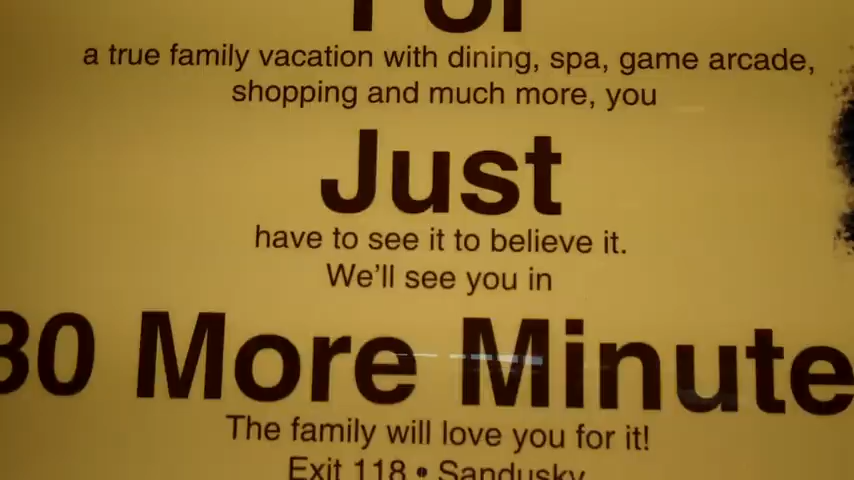 For
a true family vacation with dining, spa, game arcade,
shopping and much more, you
Just
have to see it to believe it.
We'll see you in
30 More Minute
The family will love you for it!
Exit 118 • Sandusky